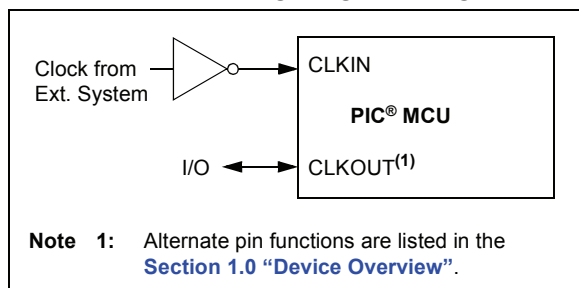 Clock from
Ext. System
CLKIN
PIC® MCU
I/O
CLKOUT(1)
Note 1: Alternate pin functions are listed in the
Section 1.0 “Device Overview”.